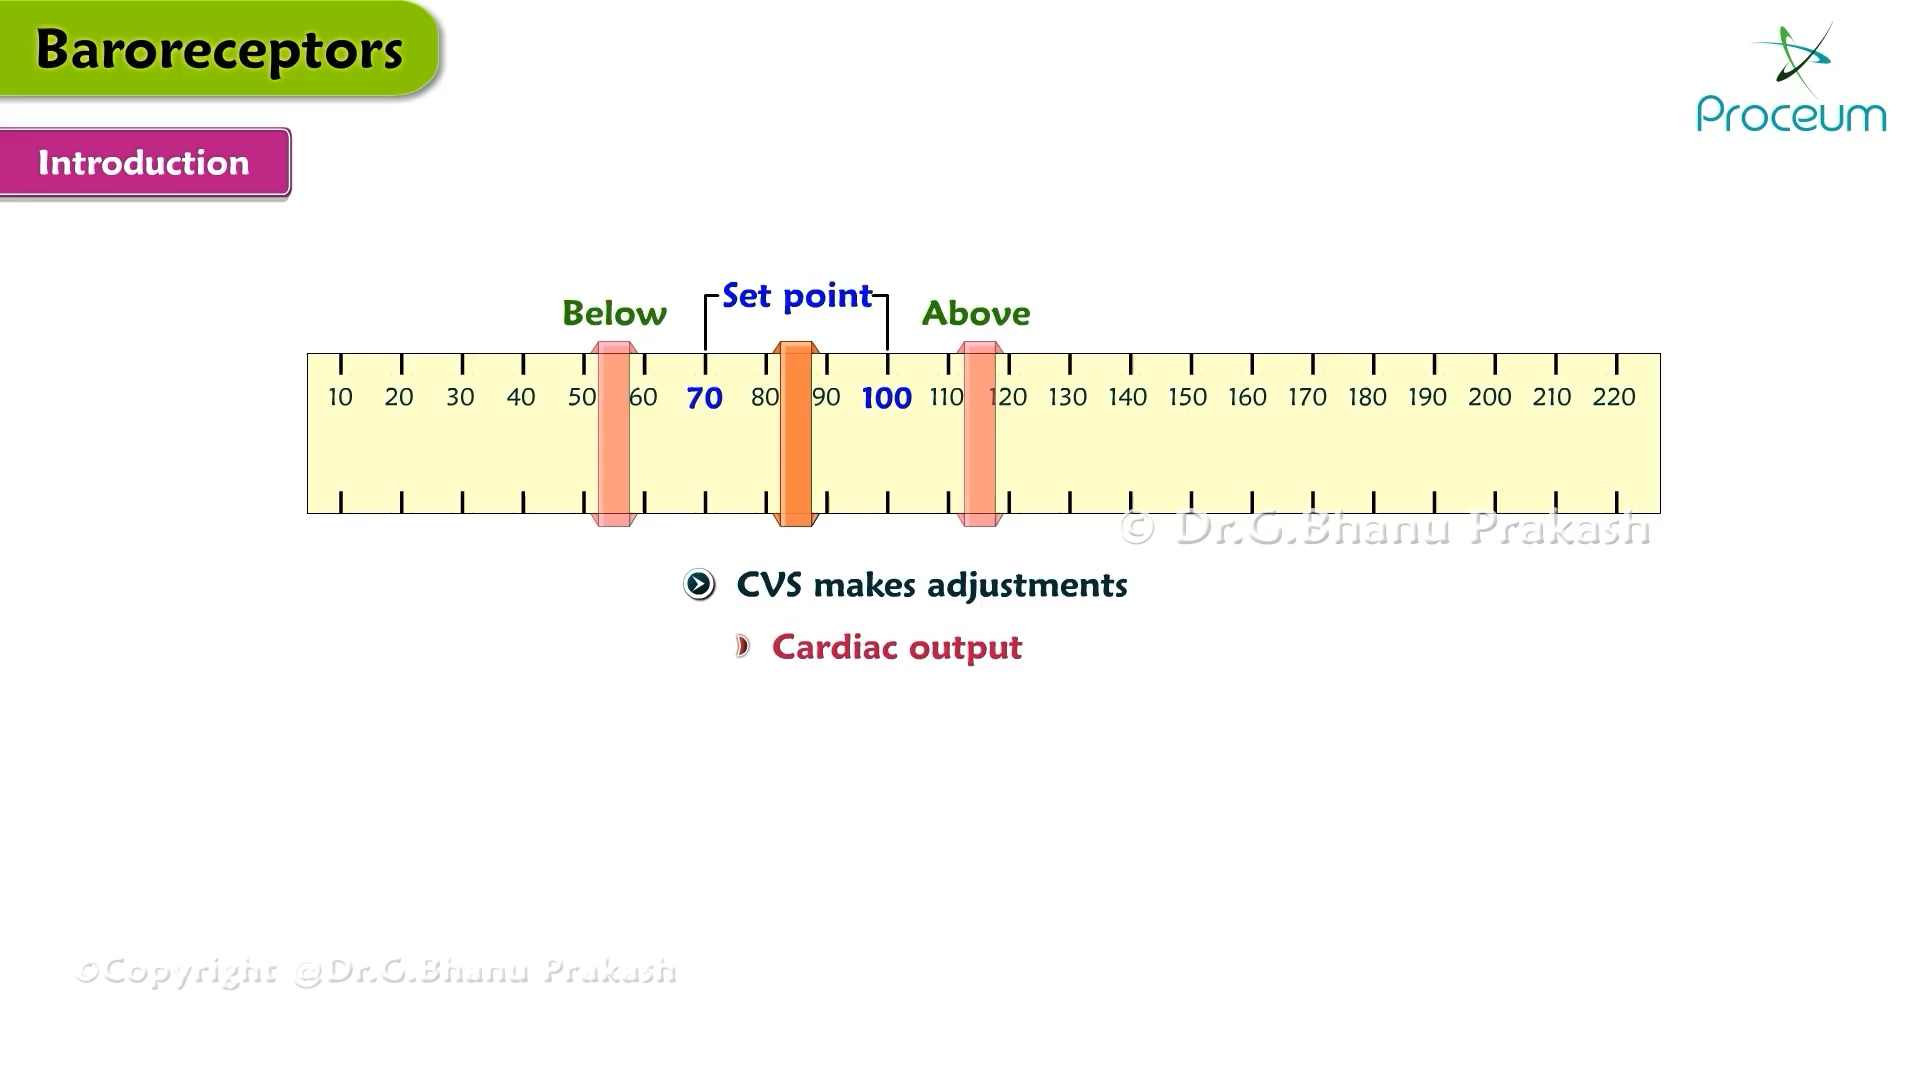 Baroreceptors
Proceum
Introduction
Set point
Below
Above
10 20 30 40 50 60 70 80 90 100 110 120 130 140 150 160 170 180 190 200 210 220
© Dr.G.Bhanu Prakash
CVS makes adjustments
Cardiac output
©Copyright @Dr.G.Bhanu Prakash